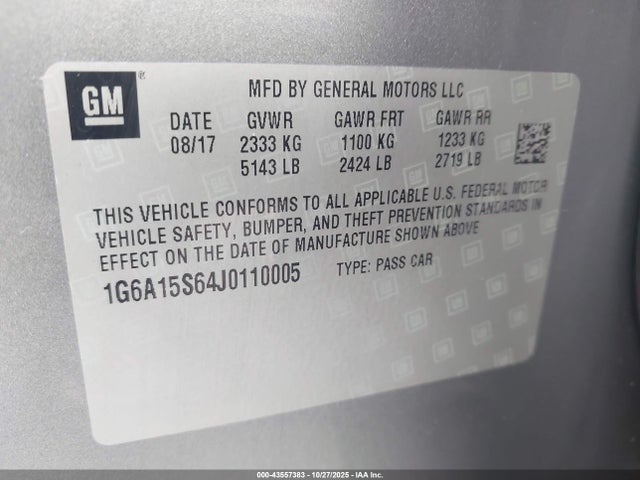 GM
®
MFD BY GENERAL MOTORS LLC
DATE GVWR GAWR FRT GAWR RR
08/17 2333 KG 1100 KG 1233 KG
5143 LB 2424 LB 2719 LB
THIS VEHICLE CONFORMS TO ALL APPLICABLE U.S. FEDERAL MOTOR
VEHICLE SAFETY, BUMPER, AND THEFT PREVENTION STANDARDS IN
EFFECT ON THE DATE OF MANUFACTURE SHOWN ABOVE
1G6A15S64J0110005 TYPE: PASS CAR
000-43557383 - 10/27/2025 - IAA Inc.